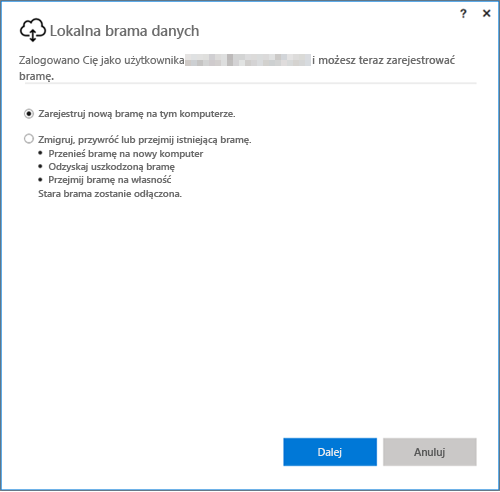 ? ×
Lokalna brama danych
Zalogowano Cię jako użytkownika i możesz teraz zarejestrować
bramę.
Zarejestruj nową bramę na tym komputerze.
Zmigruj, przywróć lub przejmij istniejącą bramę.
• Przenieś bramę na nowy komputer
• Odzyskaj uszkodzoną bramę
• Przejmij bramę na własność
Stara brama zostanie odłączona.
Dalej Anuluj